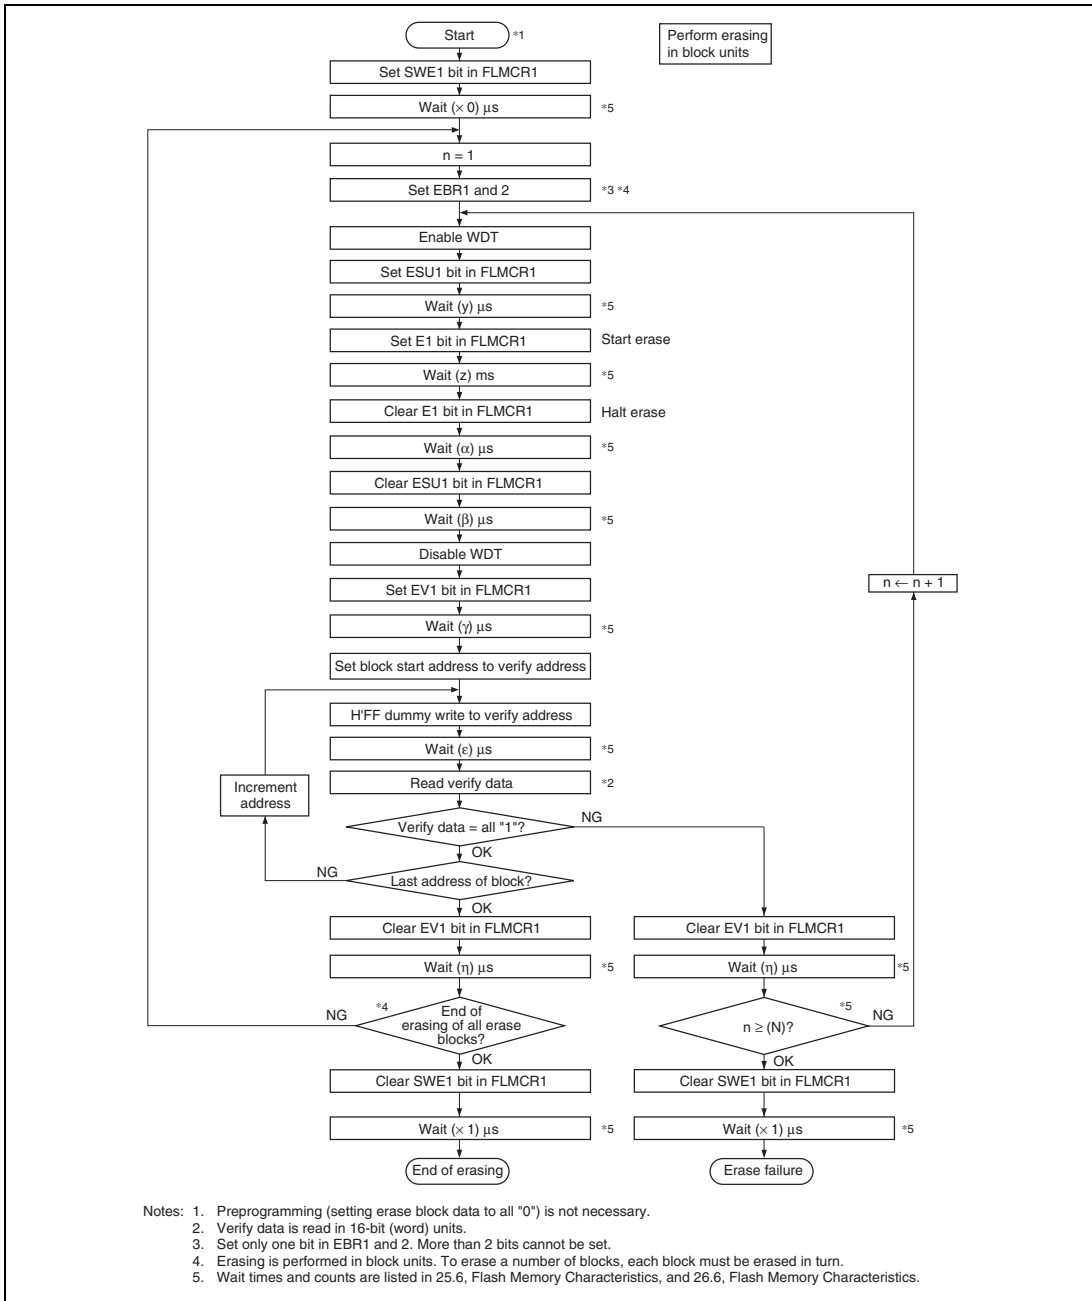 Start *1
Perform erasing
in block units
Set SWE1 bit in FLMCR1
Wait (× 0) µs *5
n = 1
Set EBR1 and 2 *3 *4
Enable WDT
Set ESU1 bit in FLMCR1
Wait (y) µs *5
Set E1 bit in FLMCR1 Start erase
Wait (z) ms *5
Clear E1 bit in FLMCR1 Halt erase
Wait (α) µs *5
Clear ESU1 bit in FLMCR1
Wait (β) µs *5
Disable WDT
Set EV1 bit in FLMCR1
n ← n + 1
Wait (γ) µs *5
Set block start address to verify address
H'FF dummy write to verify address
Wait (ε) µs *5
Increment
address
Read verify data *2
Verify data = all "1"? NG
OK
NG Last address of block?
OK
Clear EV1 bit in FLMCR1 Clear EV1 bit in FLMCR1
Wait (η) µs *5 Wait (η) µs *5
NG *4 End of
erasing of all erase
blocks?
n ≥ (N)? *5 NG
OK OK
Clear SWE1 bit in FLMCR1 Clear SWE1 bit in FLMCR1
Wait (× 1) µs *5 Wait (× 1) µs *5
End of erasing Erase failure
Notes: 1. Preprogramming (setting erase block data to all "0") is not necessary.
2. Verify data is read in 16-bit (word) units.
3. Set only one bit in EBR1 and 2. More than 2 bits cannot be set.
4. Erasing is performed in block units. To erase a number of blocks, each block must be erased in turn.
5. Wait times and counts are listed in 25.6, Flash Memory Characteristics, and 26.6, Flash Memory Characteristics.